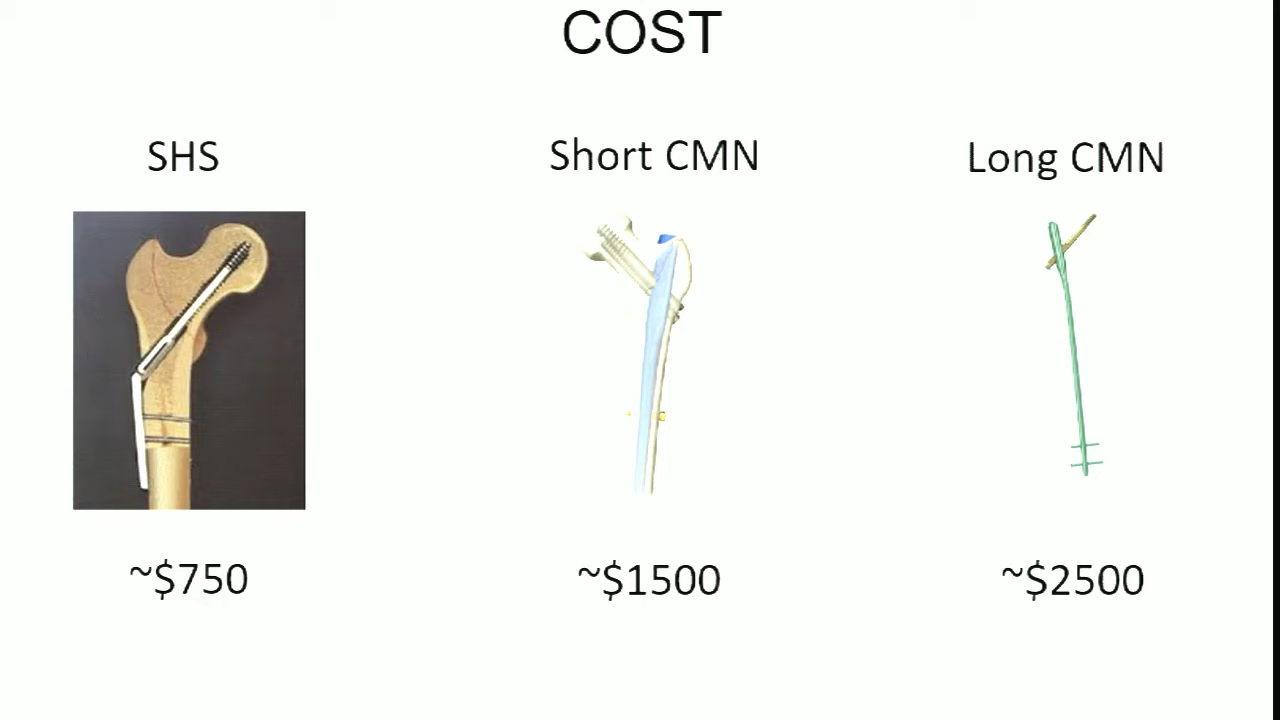 COST
SHS
Short CMN
Long CMN
~$750
~$1500
~$2500